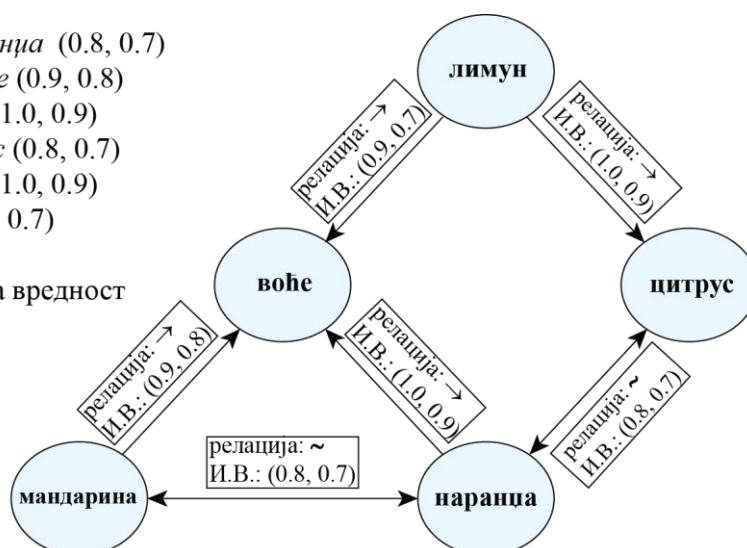 нџа (0.8, 0.7)
е (0.9, 0.8)
1.0, 0.9)
с (0.8, 0.7)
1.0, 0.9)
0.7)
а вредност
лимун
релација: →
И.В.: (0.9, 0.7)
релација: →
И.В.: (1.0, 0.9)
воће
цитрус
релација: →
И.В.: (0.9, 0.8)
релација: →
И.В.: (1.0, 0.9)
релација: ~
И.В.: (0.8, 0.7)
релација: ~
И.В.: (0.8, 0.7)
мандарина
наранџа